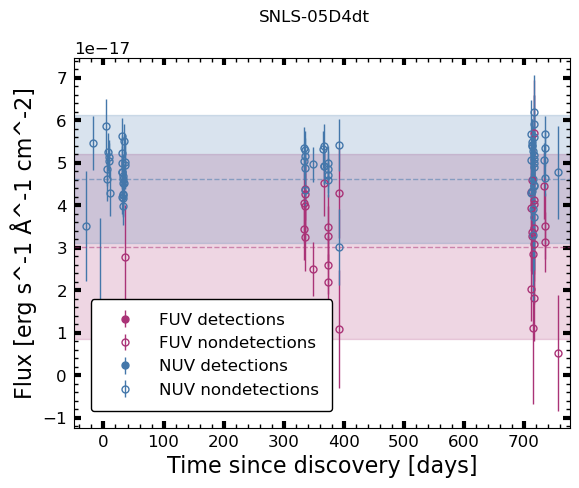 SNLS-05D4dt
1e−17
Flux [erg s^-1 Å^-1 cm^-2]
7
6
5
4
3
2
1
0
−1
FUV detections
FUV nondetections
NUV detections
NUV nondetections
0 100 200 300 400 500 600 700
Time since discovery [days]